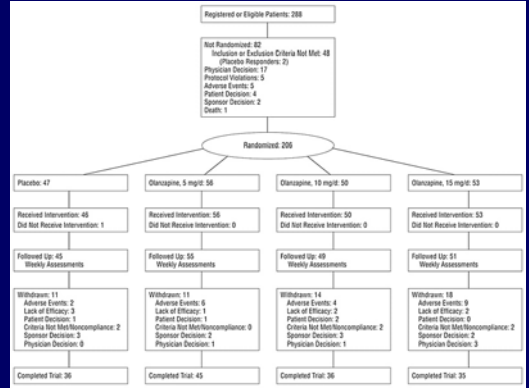 Registered or Eligible Patients: 288
Not Randomized: 82
Inclusion or Exclusion Criteria Not Met: 48
(Placebo Responders: 2)
Physician Decision: 17
Protocol Violations: 5
Adverse Events: 5
Patient Decision: 4
Sponsor Decision: 2
Death: 1
Randomized: 206
Placebo: 47
Received Intervention: 46
Did Not Receive Intervention: 1
Followed Up: 45
Weekly Assessments
Withdrawn: 11
Adverse Events: 2
Lack of Efficacy: 3
Patient Decision: 1
Criteria Not Met/Noncompliance: 2
Sponsor Decision: 3
Physician Decision: 0
Completed Trial: 36
Olanzapine, 5 mg/d: 56
Received Intervention: 56
Did Not Receive Intervention: 0
Followed Up: 55
Weekly Assessments
Withdrawn: 11
Adverse Events: 6
Lack of Efficacy: 1
Patient Decision: 1
Criteria Not Met/Noncompliance: 0
Sponsor Decision: 2
Physician Decision: 1
Completed Trial: 45
Olanzapine, 10 mg/d: 50
Received Intervention: 50
Did Not Receive Intervention: 0
Followed Up: 49
Weekly Assessments
Withdrawn: 14
Adverse Events: 4
Lack of Efficacy: 2
Patient Decision: 2
Criteria Not Met/Noncompliance: 2
Sponsor Decision: 3
Physician Decision: 1
Completed Trial: 36
Olanzapine, 15 mg/d: 53
Received Intervention: 53
Did Not Receive Intervention: 0
Followed Up: 51
Weekly Assessments
Withdrawn: 18
Adverse Events: 9
Lack of Efficacy: 2
Patient Decision: 0
Criteria Not Met/Noncompliance: 2
Sponsor Decision: 2
Physician Decision: 3
Completed Trial: 35